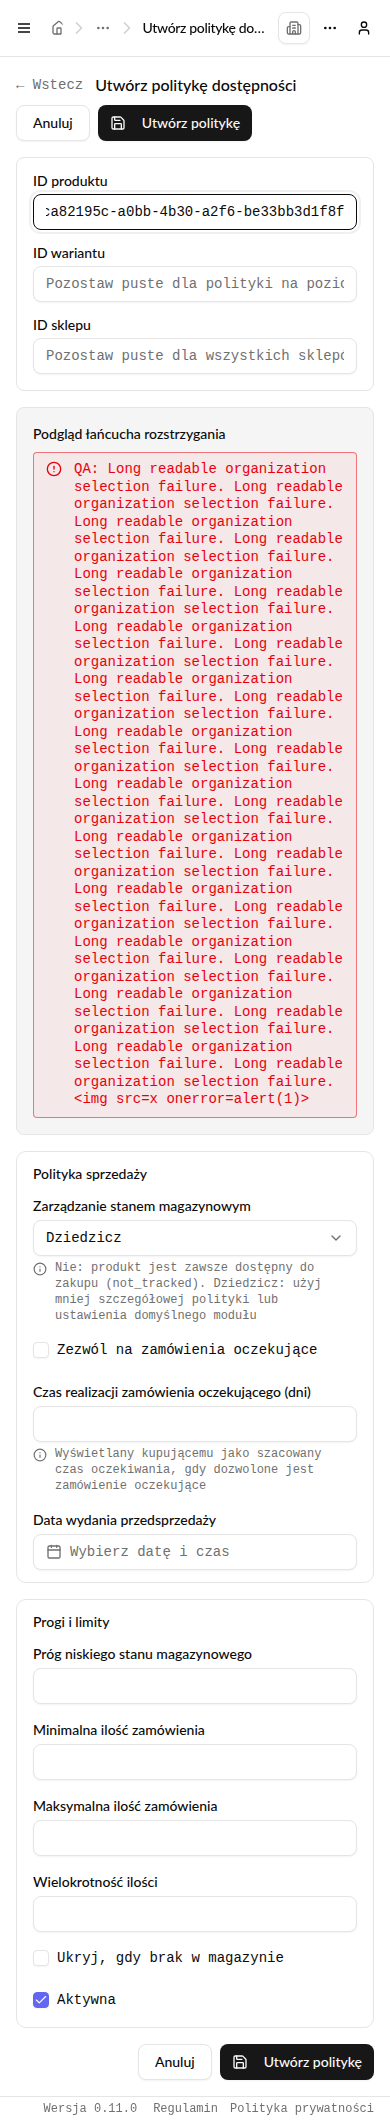 Utwórz politykę do...
← Wstecz Utwórz politykę dostępności
Anuluj Utwórz politykę
ID produktu
ca82195c-a0bb-4b30-a2f6-be33bb3d1f8f
ID wariantu
Pozostaw puste dla polityki na pozio
ID sklepu
Pozostaw puste dla wszystkich sklepó
Podgląd łańcucha rozstrzygania
QA: Long readable organization
selection failure. Long readable
organization selection failure.
Long readable organization
selection failure. Long readable
organization selection failure.
Long readable organization
selection failure. Long readable
organization selection failure.
Long readable organization
selection failure. Long readable
organization selection failure.
Long readable organization
selection failure. Long readable
organization selection failure.
Long readable organization
selection failure. Long readable
organization selection failure.
Long readable organization
selection failure. Long readable
organization selection failure.
Long readable organization
selection failure. Long readable
organization selection failure.
Long readable organization
selection failure. Long readable
organization selection failure.
Long readable organization
selection failure. Long readable
organization selection failure.
Long readable organization
selection failure. Long readable
organization selection failure.
Long readable organization
selection failure. Long readable
organization selection failure.
<img src=x onerror=alert(1)>
Polityka sprzedaży
Zarządzanie stanem magazynowym
Dziedzicz
Nie: produkt jest zawsze dostępny do
zakupu (not_tracked). Dziedzicz: użyj
mniej szczegółowej polityki lub
ustawienia domyślnego modułu
Zezwól na zamówienia oczekujące
Czas realizacji zamówienia oczekującego (dni)
Wyświetlany kupującemu jako szacowany
czas oczekiwania, gdy dozwolone jest
zamówienie oczekujące
Data wydania przedsprzedaży
Wybierz datę i czas
Progi i limity
Próg niskiego stanu magazynowego
Minimalna ilość zamówienia
Maksymalna ilość zamówienia
Wielokrotność ilości
Ukryj, gdy brak w magazynie
Aktywna
Anuluj Utwórz politykę
Wersja 0.11.0 Regulamin Polityka prywatności